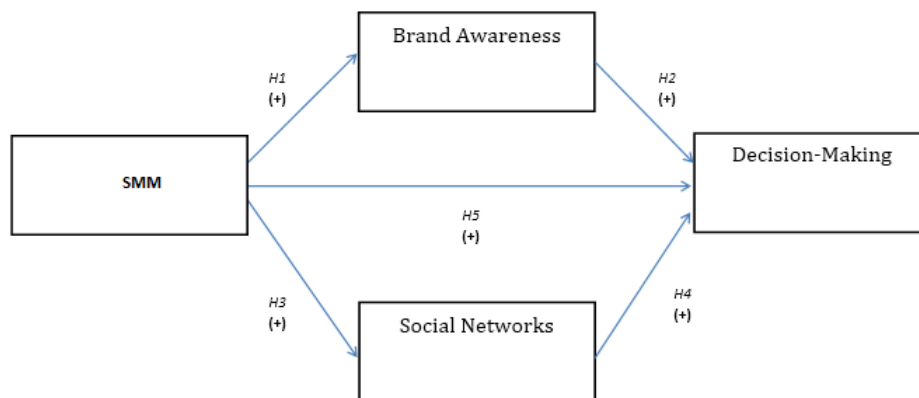 Brand Awareness
H1
(+)
H2
(+)
SMM
Decision-Making
H5
(+)
H3
(+)
H4
(+)
Social Networks